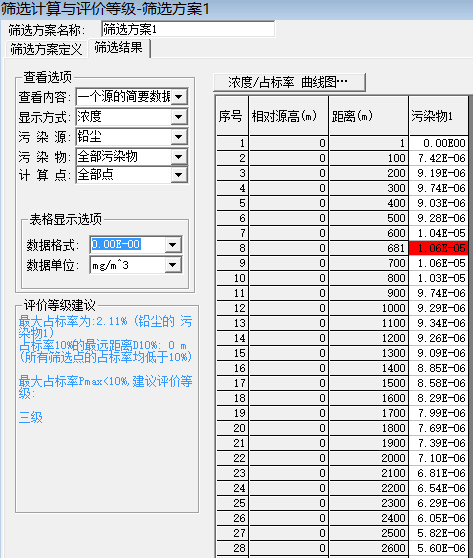 筛选计算与评价等级-筛选方案1
筛选方案名称: 筛选方案1
筛选方案定义 筛选结果
查看选项
查看内容: 一个源的简要数据
显示方式: 浓度
污 染 源: 铅尘
污 染 物: 全部污染物
计 算 点: 全部点
表格显示选项
数据格式: 0.00E-00
数据单位: mg/m^3
评价等级建议
最大占标率为:2.11% (铅尘的 污
染物1)
占标率10%的最远距离D10%: 0 m
(所有筛选点的占标率均低于10%)
最大占标率Pmax<10%,建议评价等
级:
三级
浓度/占标率 曲线图…
序号 相对源高(m) 距离(m) 污染物1
1 0 1 0.00E00
2 0 100 7.42E-06
3 0 200 9.19E-06
4 0 300 9.74E-06
5 0 400 9.03E-06
6 0 500 9.28E-06
7 0 600 1.04E-05
8 0 681 1.06E-05
9 0 700 1.06E-05
10 0 800 1.03E-05
11 0 900 9.74E-06
12 0 1000 9.29E-06
13 0 1100 9.34E-06
14 0 1200 9.26E-06
15 0 1300 9.09E-06
16 0 1400 8.85E-06
17 0 1500 8.58E-06
18 0 1600 8.29E-06
19 0 1700 7.99E-06
20 0 1800 7.69E-06
21 0 1900 7.39E-06
22 0 2000 7.10E-06
23 0 2100 6.81E-06
24 0 2200 6.54E-06
25 0 2300 6.29E-06
26 0 2400 6.05E-06
27 0 2500 5.82E-06
28 0 2600 5.60E-06